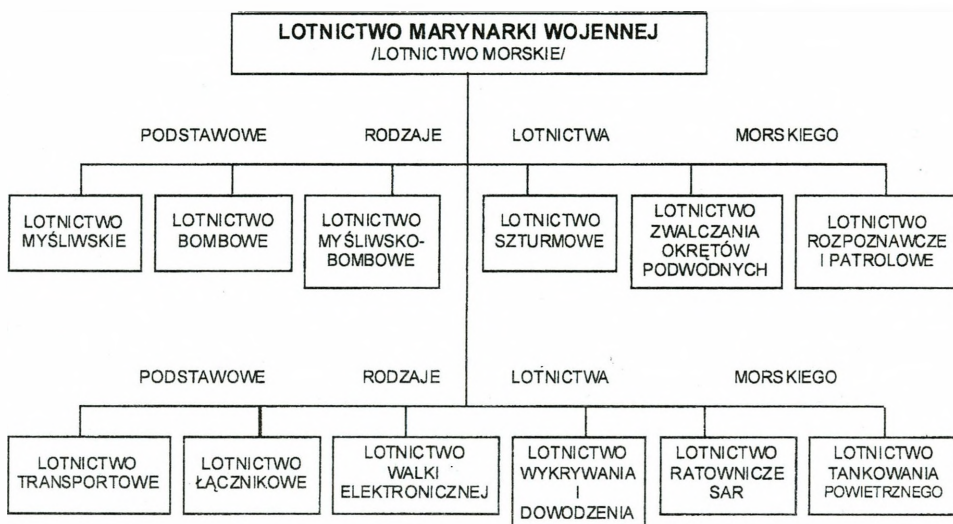 LOTNICTWO MARYNARKI WOJENNEJ
/LOTNICTWO MORSKIE/
PODSTAWOWE RODZAJE LOTNICTWA MORSKIEGO
LOTNICTWO
MYŚLIWSKIE
LOTNICTWO
BOMBOWE
LOTNICTWO
MYŚLIWSKO-
BOMBOWE
LOTNICTWO
SZTURMOWE
LOTNICTWO
ZWALCZANIA
OKRĘTÓW
PODWODNYCH
LOTNICTWO
ROZPOZNAWCZE
I PATROLOWE
PODSTAWOWE RODZAJE LOTNICTWA MORSKIEGO
LOTNICTWO
TRANSPORTOWE
LOTNICTWO
ŁĄCZNIKOWE
LOTNICTWO
WALKI
ELEKTRONICZNEJ
LOTNICTWO
WYKRYWANIA
I
DOWODZENIA
LOTNICTWO
RATOWNICZE
SAR
LOTNICTWO
TANKOWANIA
POWIETRZNEGO